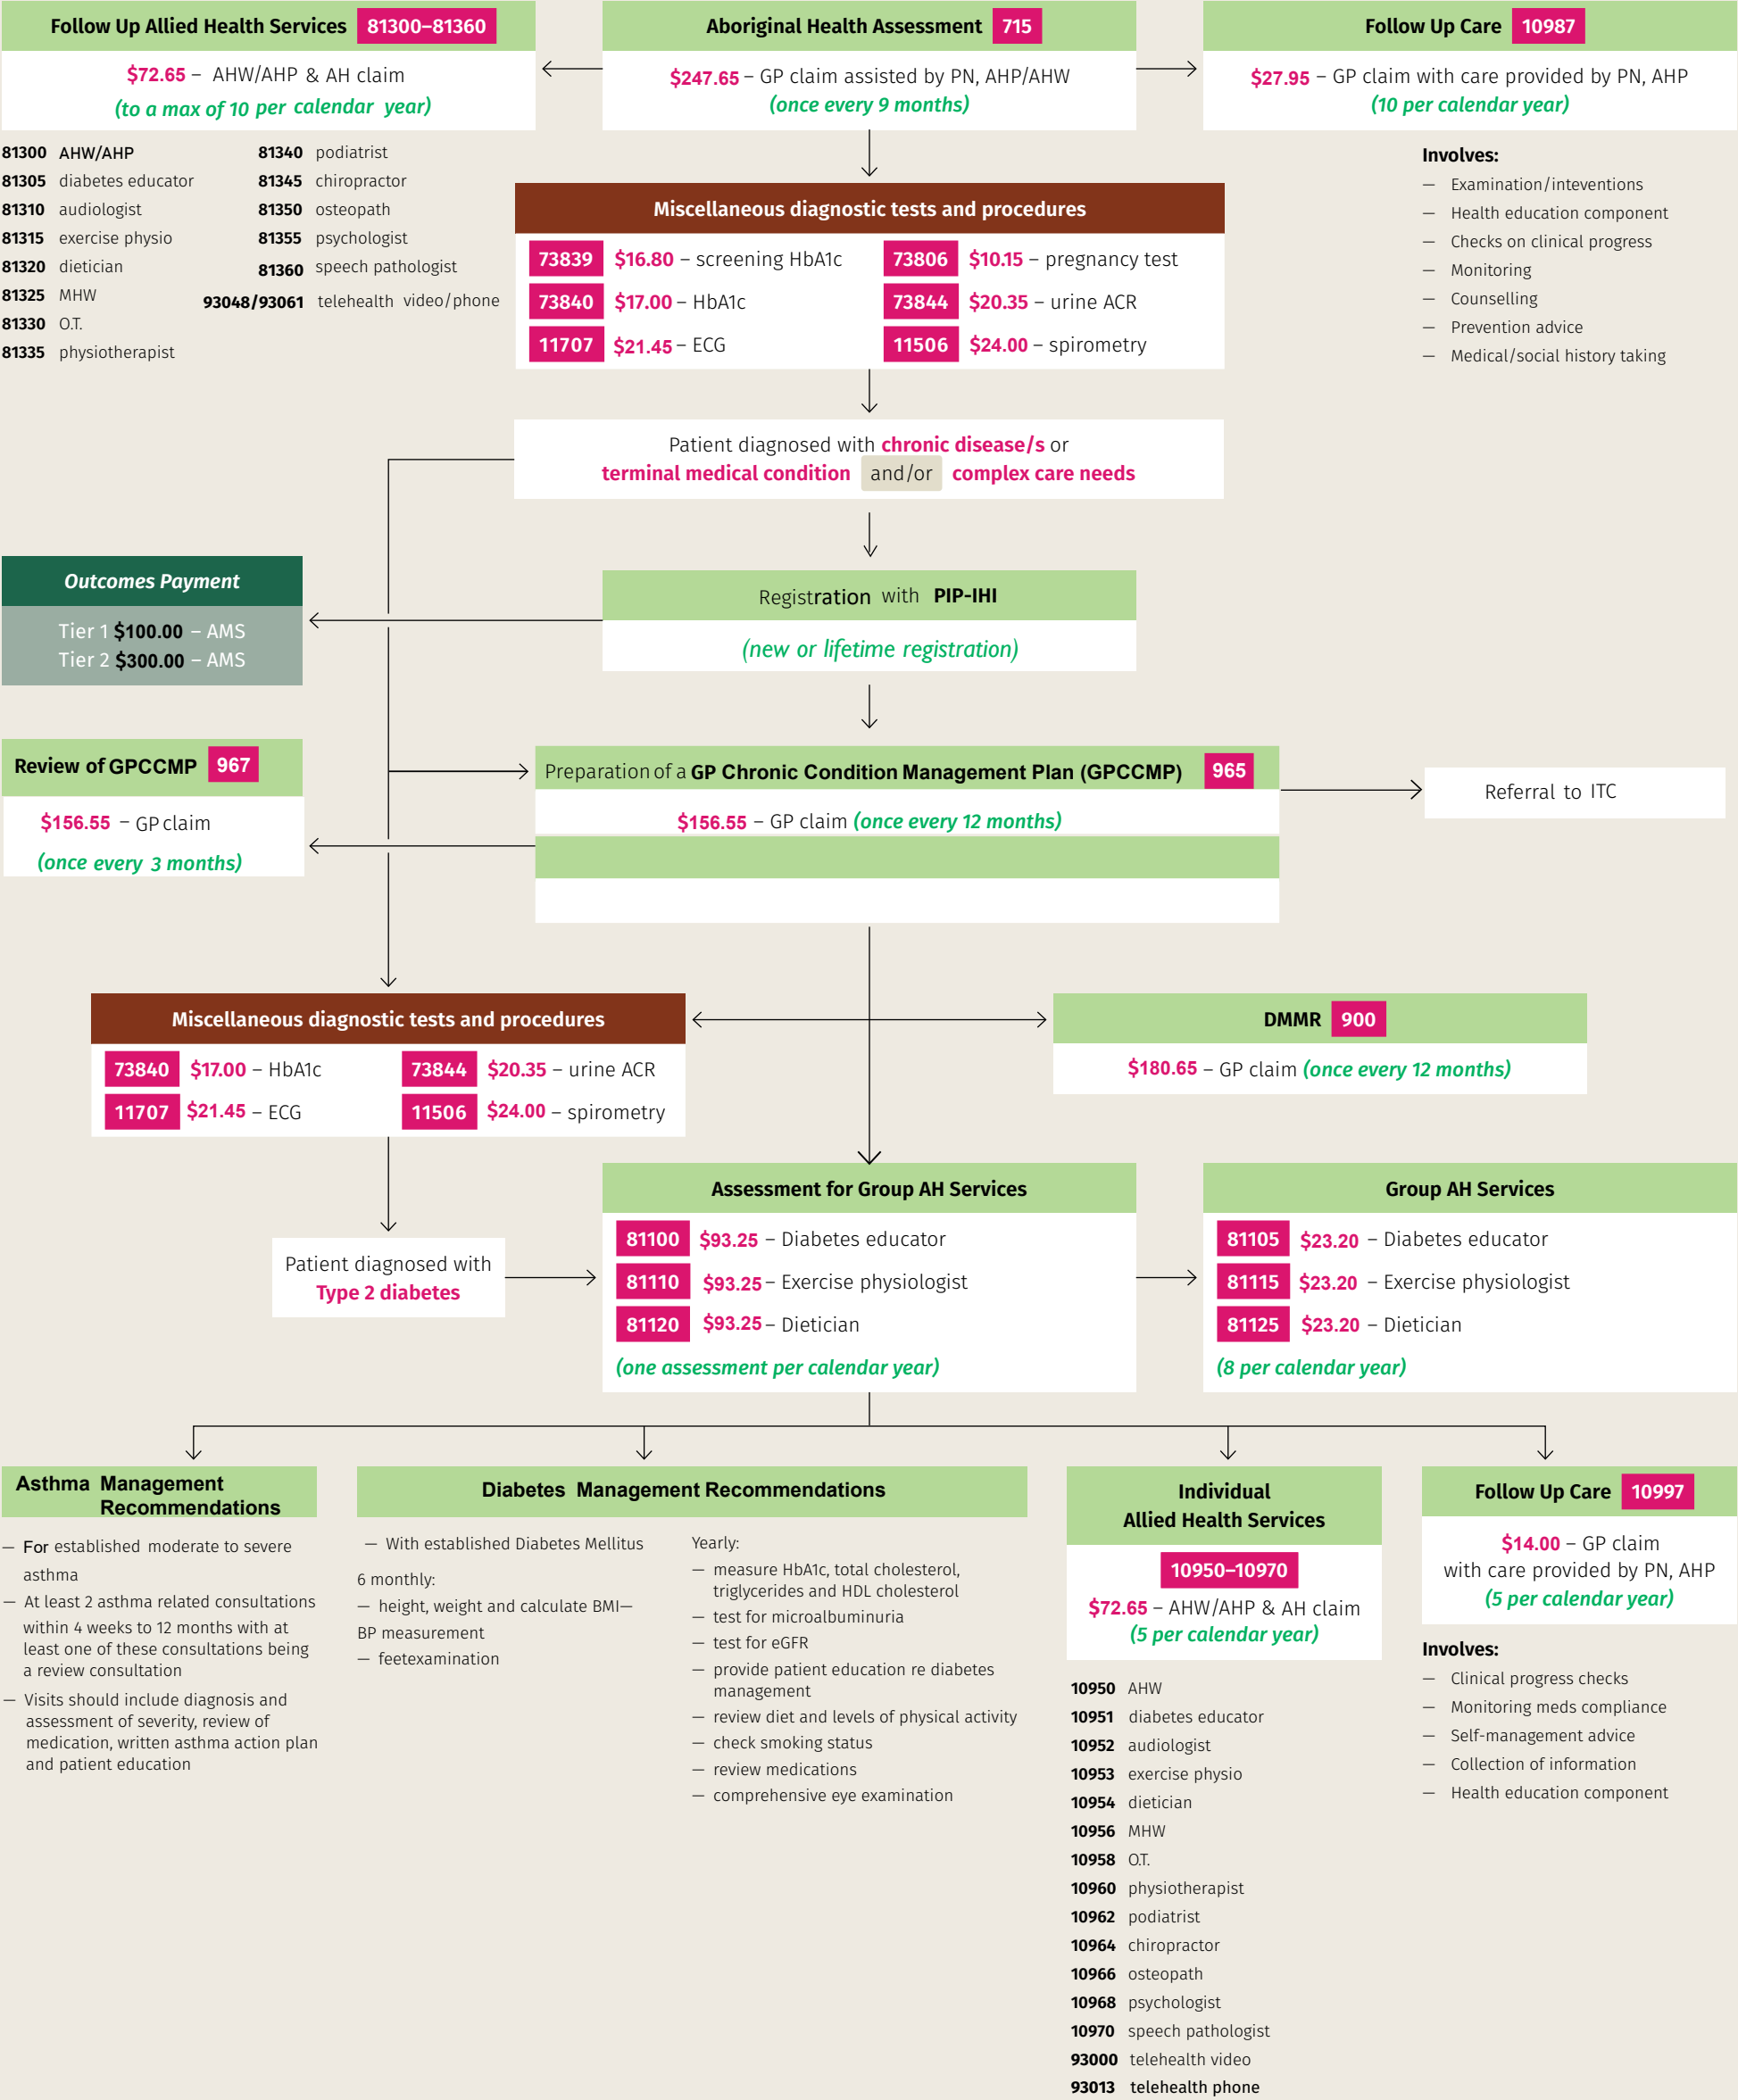 Follow Up Allied Health Services 81300–81360
$72.65 – AHW/AHP & AH claim
(to a max of 10 per calendar year)
81300 AHW/AHP
81305 diabetes educator
81310 audiologist
81315 exercise physio
81320 dietician
81325 MHW
81330 O.T.
81335 physiotherapist
81340 podiatrist
81345 chiropractor
81350 osteopath
81355 psychologist
81360 speech pathologist
93048/93061 telehealth video/phone
Aboriginal Health Assessment 715
$247.65 – GP claim assisted by PN, AHP/AHW
(once every 9 months)
Follow Up Care 10987
$27.95 – GP claim with care provided by PN, AHP
(10 per calendar year)
Involves:
— Examination/inteventions
— Health education component
— Checks on clinical progress
— Monitoring
— Counselling
— Prevention advice
— Medical/social history taking
Miscellaneous diagnostic tests and procedures
73839 $16.80 – screening HbA1c
73840 $17.00 – HbA1c
11707 $21.45 – ECG
73806 $10.15 – pregnancy test
73844 $20.35 – urine ACR
11506 $24.00 – spirometry
Patient diagnosed with chronic disease/s or
terminal medical condition and/or complex care needs
Outcomes Payment
Tier 1 $100.00 – AMS
Tier 2 $300.00 – AMS
Registration with PIP-IHI
(new or lifetime registration)
Review of GPCCMP 967
$156.55 – GP claim
(once every 3 months)
Preparation of a GP Chronic Condition Management Plan (GPCCMP) 965
$156.55 – GP claim (once every 12 months)
Referral to ITC
Miscellaneous diagnostic tests and procedures
73840 $17.00 – HbA1c
11707 $21.45 – ECG
73844 $20.35 – urine ACR
11506 $24.00 – spirometry
DMMR 900
$180.65 – GP claim (once every 12 months)
Patient diagnosed with
Type 2 diabetes
Assessment for Group AH Services
81100 $93.25 – Diabetes educator
81110 $93.25 – Exercise physiologist
81120 $93.25 – Dietician
(one assessment per calendar year)
Group AH Services
81105 $23.20 – Diabetes educator
81115 $23.20 – Exercise physiologist
81125 $23.20 – Dietician
(8 per calendar year)
Asthma Management
Recommendations
— For established moderate to severe
asthma
— At least 2 asthma related consultations
within 4 weeks to 12 months with at
least one of these consultations being
a review consultation
— Visits should include diagnosis and
assessment of severity, review of
medication, written asthma action plan
and patient education
Diabetes Management Recommendations
— With established Diabetes Mellitus
6 monthly:
— height, weight and calculate BMI—
BP measurement
— feetexamination
Yearly:
— measure HbA1c, total cholesterol,
triglycerides and HDL cholesterol
— test for microalbuminuria
— test for eGFR
— provide patient education re diabetes
management
— review diet and levels of physical activity
— check smoking status
— review medications
— comprehensive eye examination
Individual
Allied Health Services
10950–10970
$72.65 – AHW/AHP & AH claim
(5 per calendar year)
10950 AHW
10951 diabetes educator
10952 audiologist
10953 exercise physio
10954 dietician
10956 MHW
10958 O.T.
10960 physiotherapist
10962 podiatrist
10964 chiropractor
10966 osteopath
10968 psychologist
10970 speech pathologist
93000 telehealth video
93013 telehealth phone
Follow Up Care 10997
$14.00 – GP claim
with care provided by PN, AHP
(5 per calendar year)
Involves:
— Clinical progress checks
— Monitoring meds compliance
— Self-management advice
— Collection of information
— Health education component